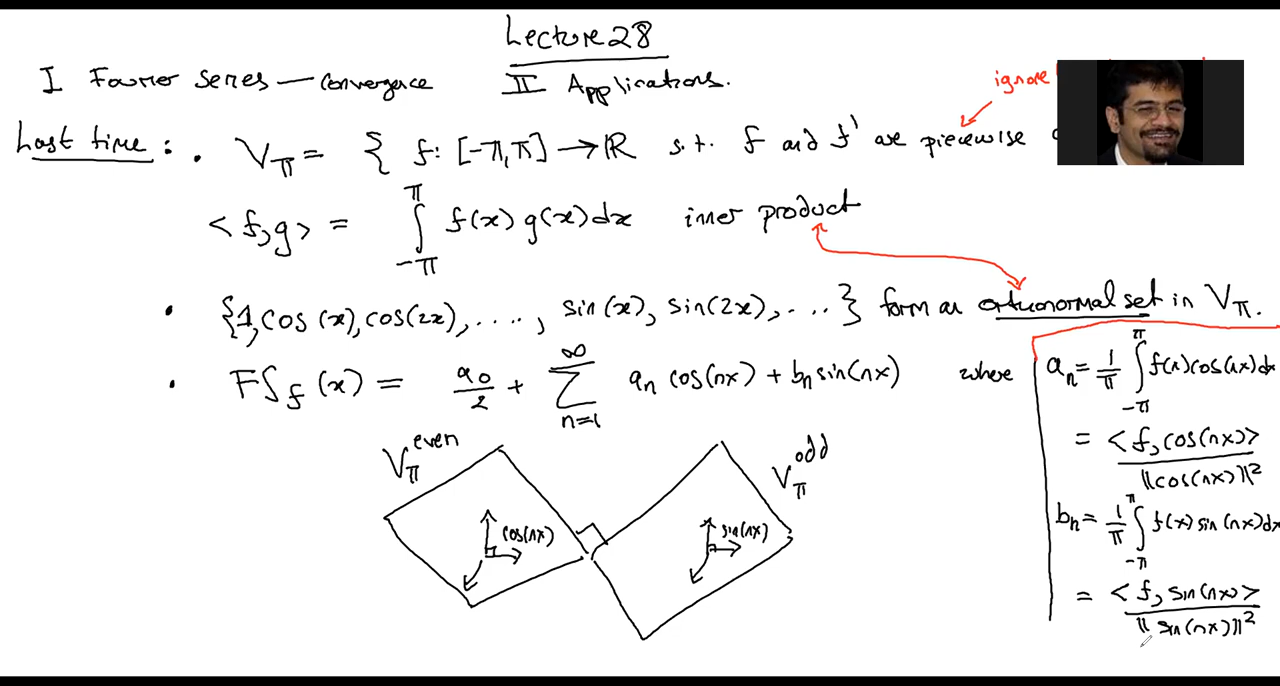 Lecture 28
I Fourier Series — Convergence II Applications.
ignore
Last time : • V_π = { f: [-π,π] → ℝ s.t. f and f' are piecewise
<f,g> = ∫_{-π}^{π} f(x) g(x) dx inner product
• {1, cos(x), cos(2x), ...., sin(x), sin(2x), ...} form an orthonormal set in V_π.
• FS_f(x) = a_0/2 + ∑_{n=1}^{∞} a_n cos(nx) + b_n sin(nx) where a_n = 1/π ∫_{-π}^{π} f(x) cos(nx) dx
= <f, cos(nx)> / ||cos(nx)||²
b_n = 1/π ∫_{-π}^{π} f(x) sin(nx) dx
= <f, sin(nx)> / ||sin(nx)||²
V_π^even V_π^odd
cos(nx) sin(nx)